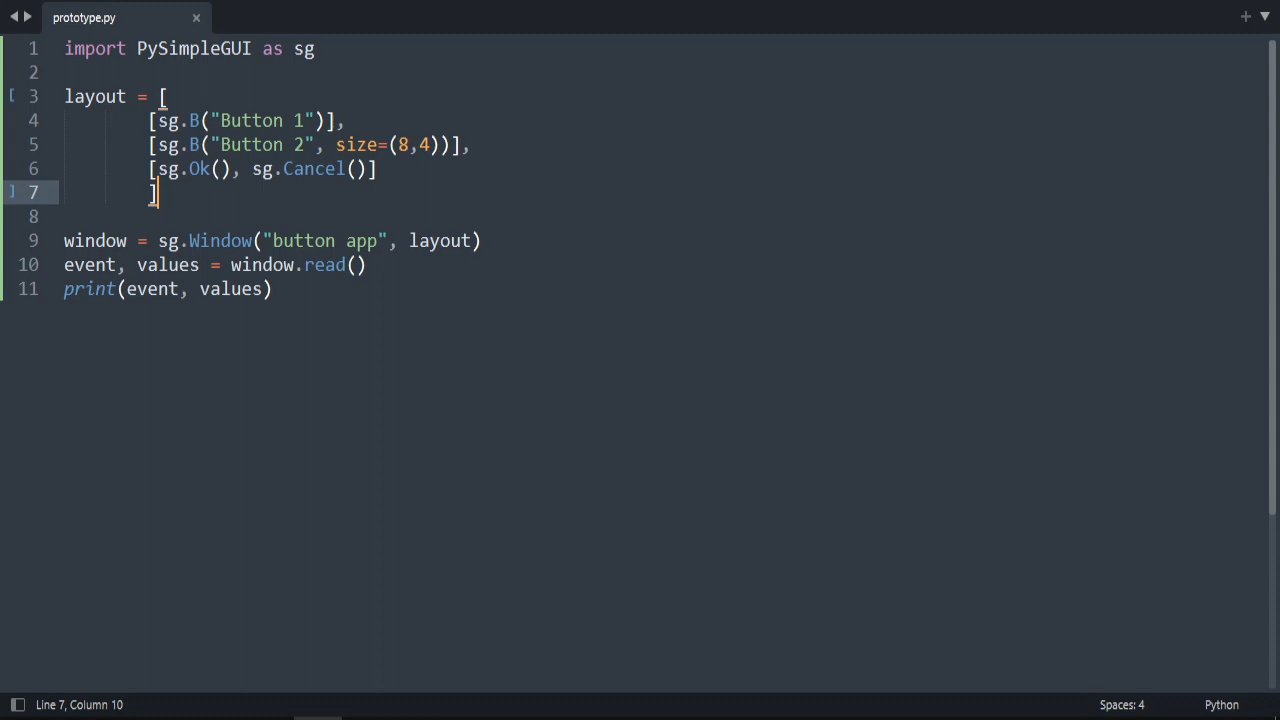 prototype.py
1 import PySimpleGUI as sg
2
3 layout = [
4 [sg.B("Button 1")],
5 [sg.B("Button 2", size=(8,4))],
6 [sg.Ok(), sg.Cancel()]
7 ]
8
9 window = sg.Window("button app", layout)
10 event, values = window.read()
11 print(event, values)
Line 7, Column 10 Spaces: 4 Python